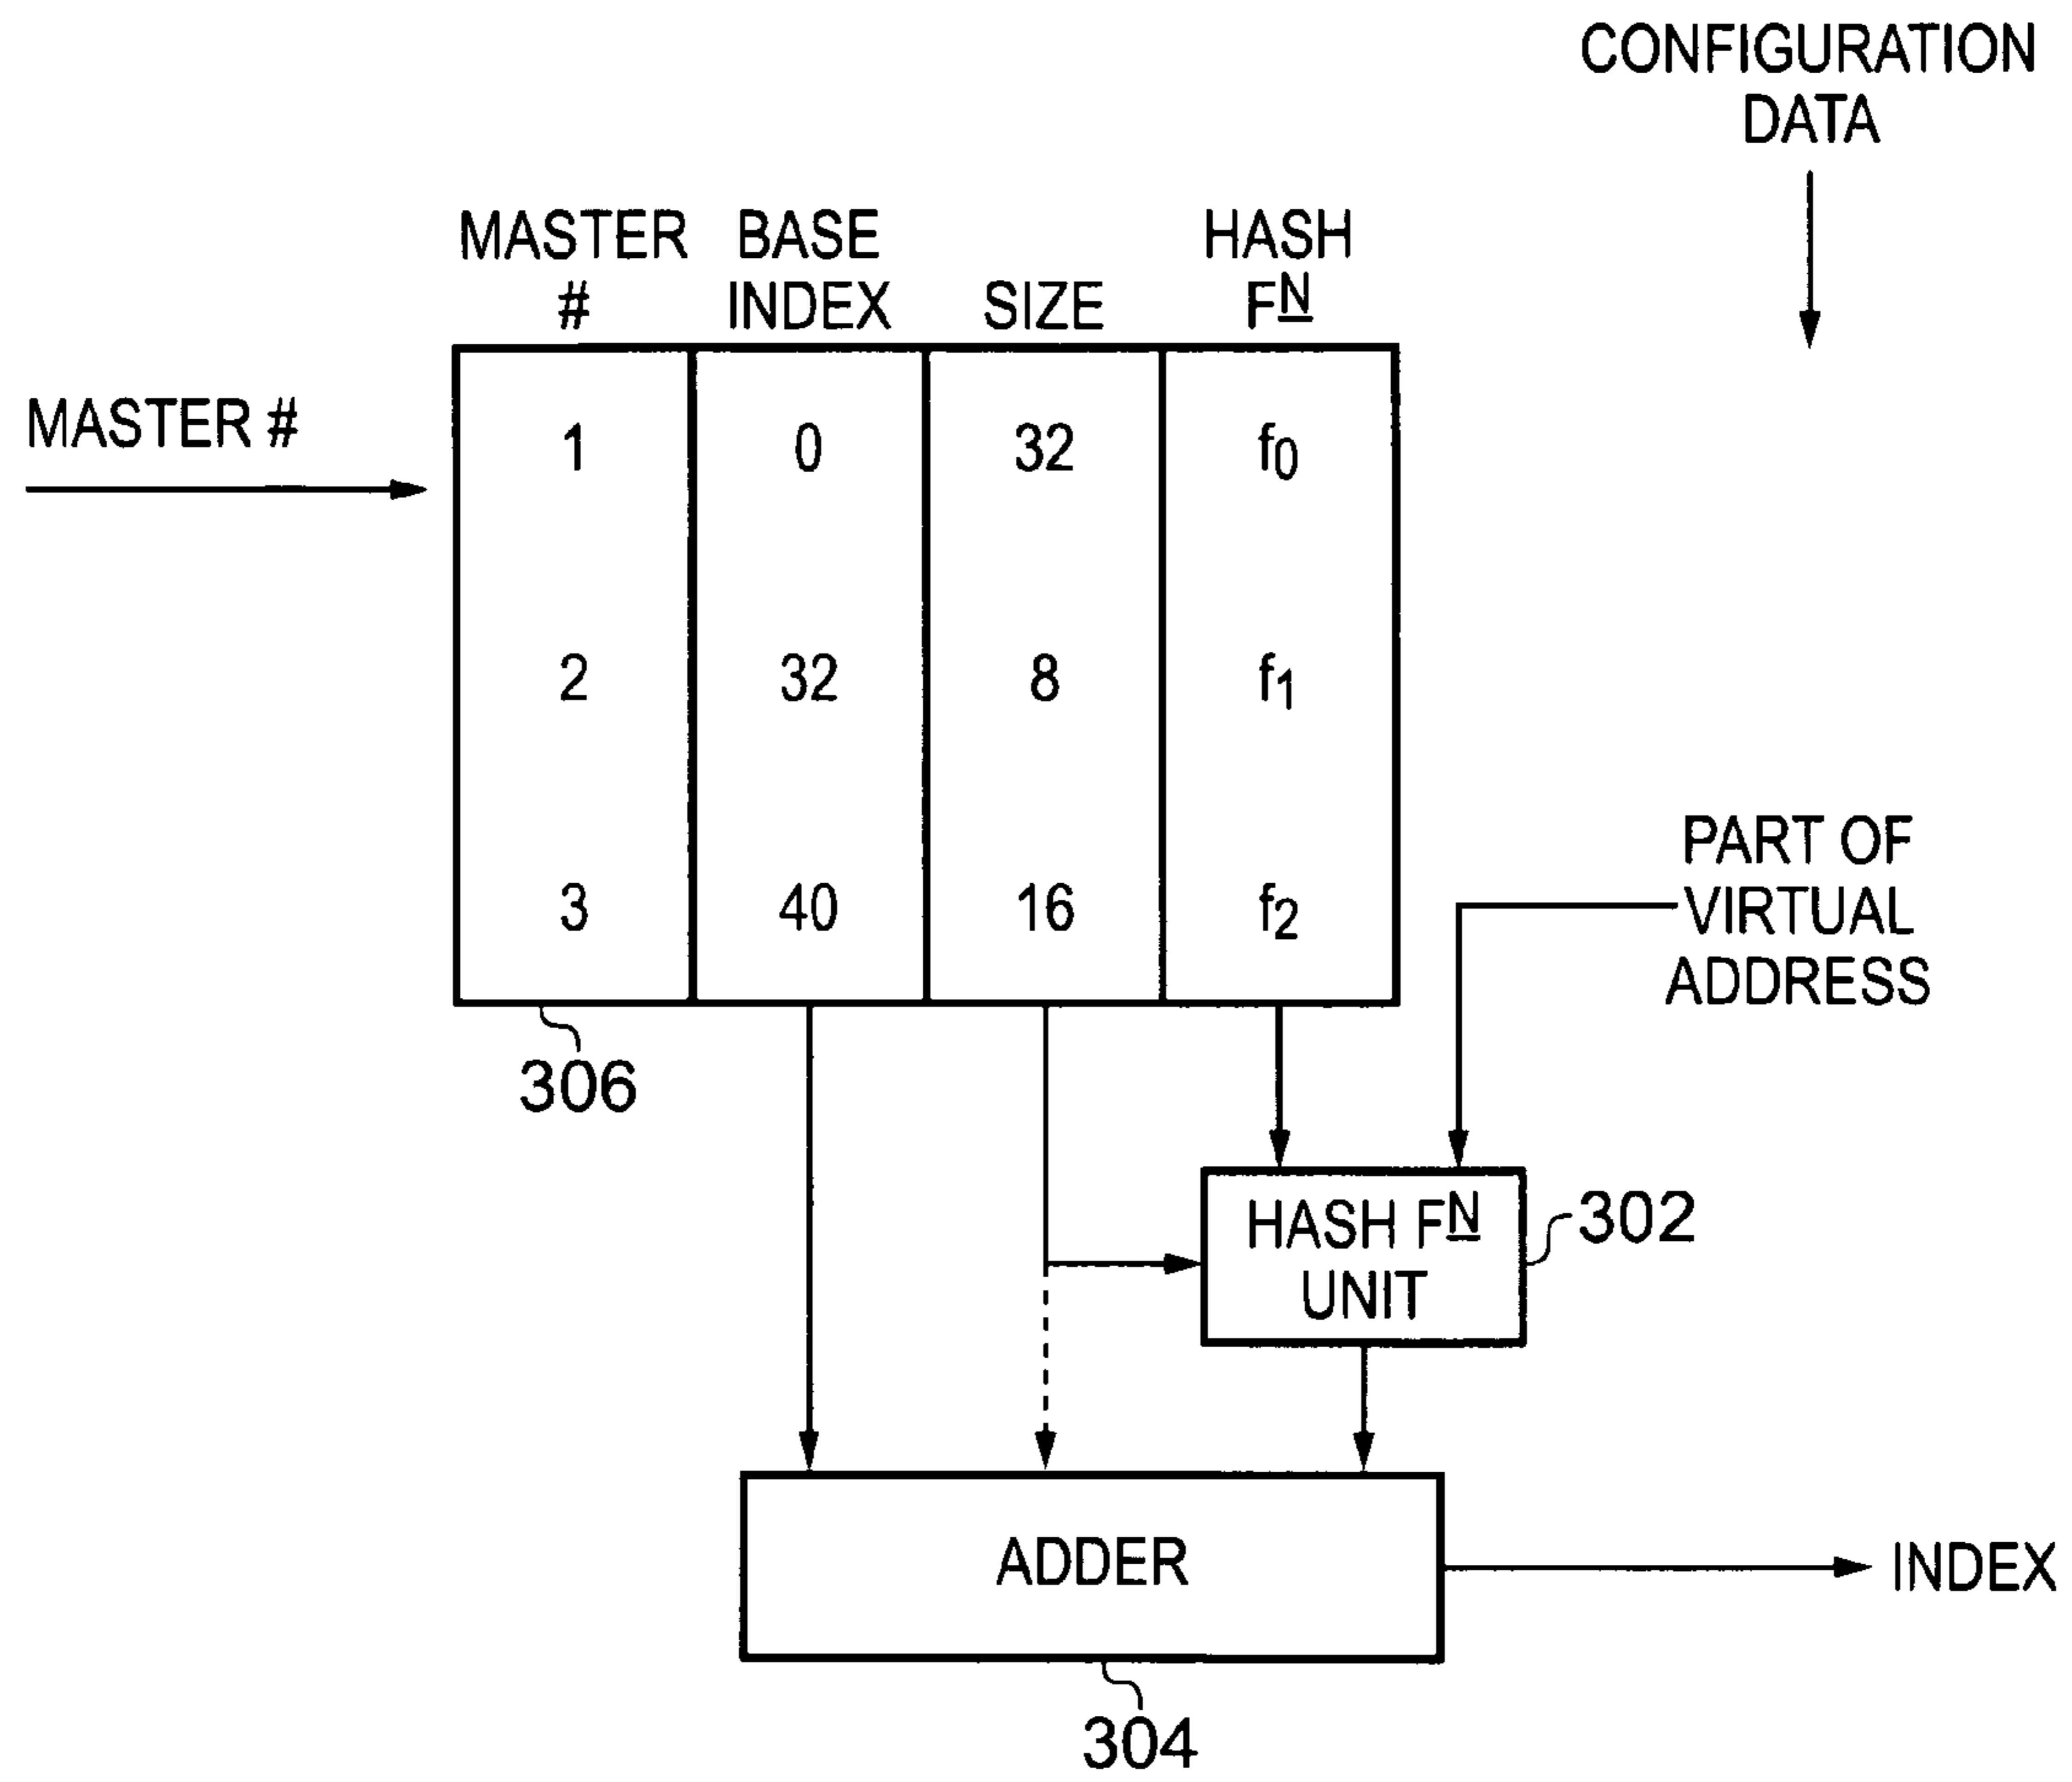 CONFIGURATION
DATA
MASTER
#
BASE
INDEX
SIZE
HASH
FN
MASTER #
1 0 32 f0
2 32 8 f1
3 40 16 f2
PART OF
VIRTUAL
ADDRESS
306
HASH FN
UNIT
302
ADDER
INDEX
304